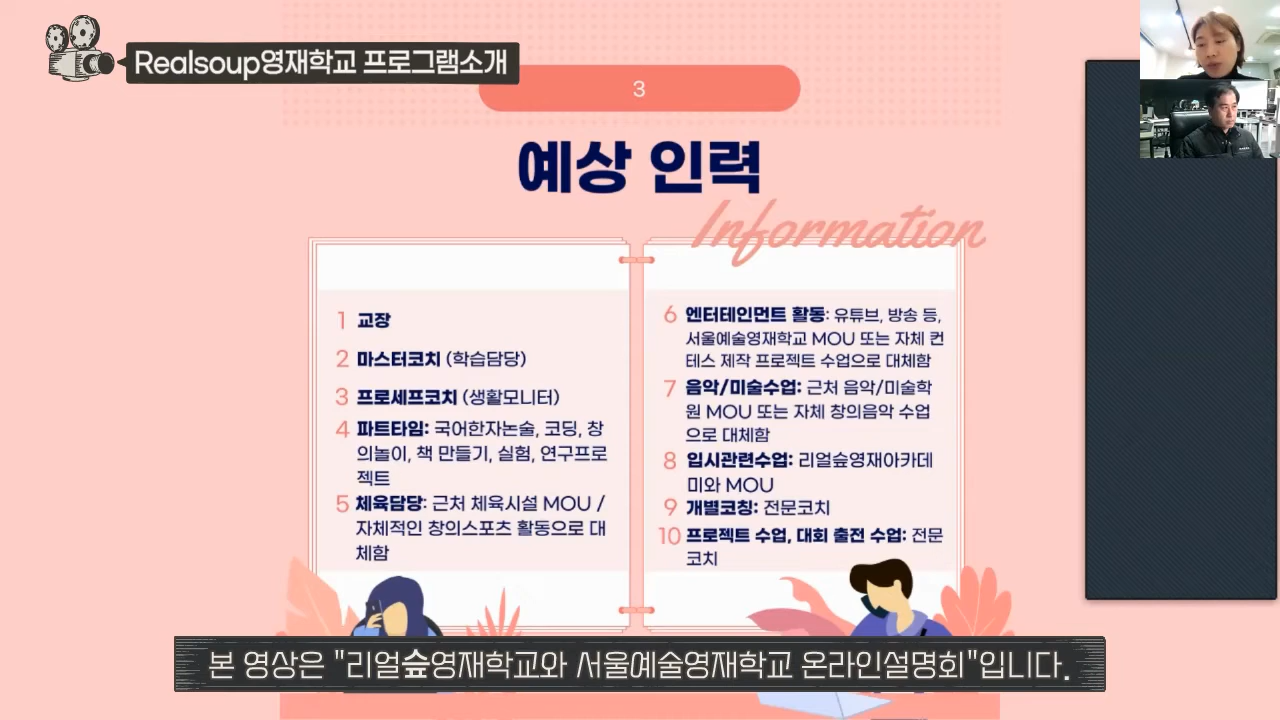 Realsoup영재학교 프로그램소개
3
예상 인력
Information
1 교장
2 마스터코치 (학습담당)
3 프로세프코치 (생활모니터)
4 파트타임: 국어한자논술, 코딩, 창
의놀이, 책 만들기, 실험, 연구프로
젝트
5 체육담당: 근처 체육시설 MOU /
자체적인 창의스포츠 활동으로 대
체함
6 엔터테인먼트 활동: 유튜브, 방송 등,
서울예술영재학교 MOU 또는 자체 컨
테스 제작 프로젝트 수업으로 대체함
7 음악/미술수업: 근처 음악/미술학
원 MOU 또는 자체 창의음악 수업
으로 대체함
8 입시관련수업: 리얼숲영재아카데
미와 MOU
9 개별코칭: 전문코치
10 프로젝트 수업, 대회 출전 수업: 전문
코치
본 영상은 "리얼숲영재학교와 서울예술영재학교 온라인설명회"입니다.